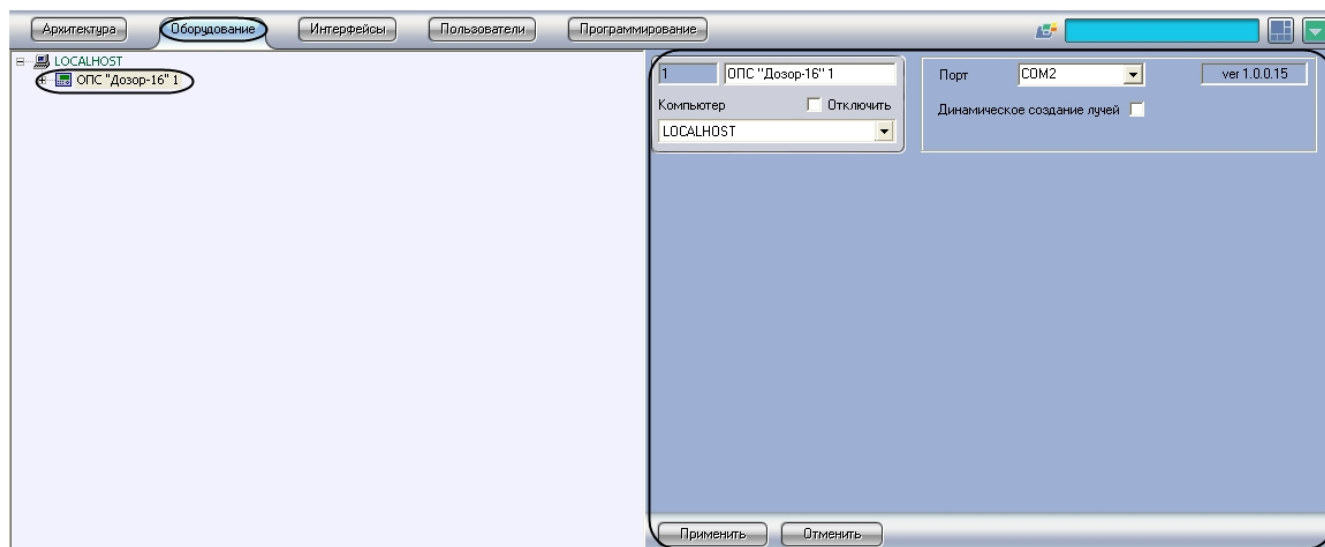 Архитектура Оборудование Интерфейсы Пользователи Программирование
LOCALHOST
ОПС "Дозор-16" 1
1 ОПС "Дозор-16" 1
Компьютер Отключить
LOCALHOST
Порт COM2 ver 1.0.0.15
Динамическое создание лучей
Применить Отменить